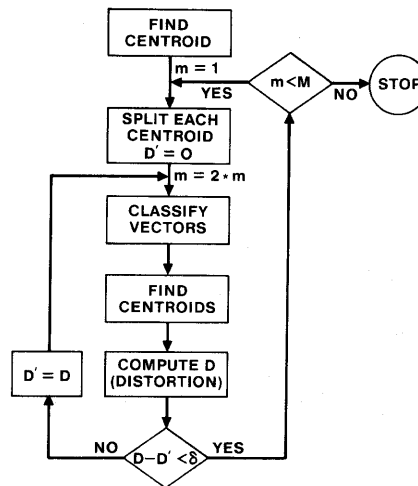 FIND
CENTROID
m = 1
YES
m<M
NO
STOP
SPLIT EACH
CENTROID
D' = O
m = 2 * m
CLASSIFY
VECTORS
FIND
CENTROIDS
COMPUTE D
(DISTORTION)
D' = D
NO
D−D' <δ
YES